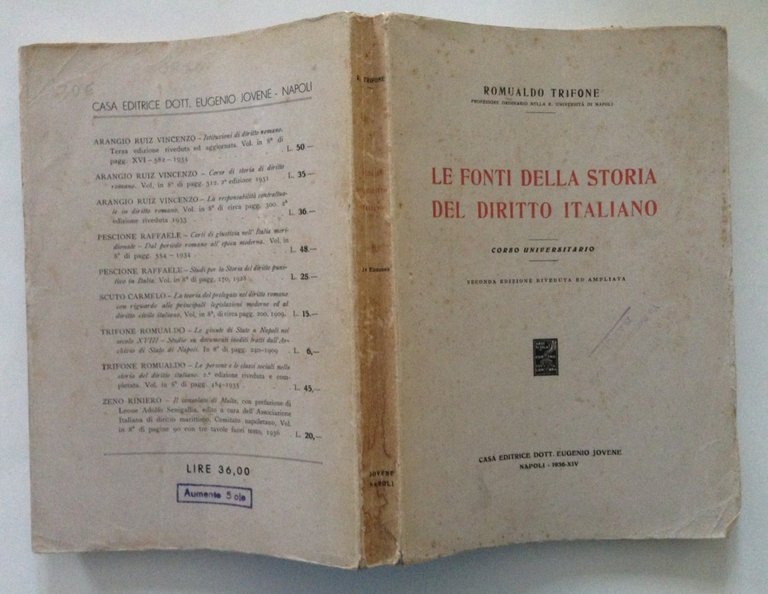 CASA EDITRICE DOTT. EUGENIO JOVENE - NAPOLI
ARANGIO RUIZ VINCENZO – Istituzioni di diritto romano.
Terza edizione riveduta ed aggiornata. Vol. in 8° di
pagg. XVI - 582 - 1934 L. 50—
ARANGIO RUIZ VINCENZO – Corso di storia di diritto
romano. Vol. in 8° di pagg. 312. 2ª edizione 1931 L. 35—
ARANGIO RUIZ VINCENZO – La responsabilità contrattua-
le in diritto romano. Vol. in 8° di circa pagg. 300. 2ª
edizione riveduta 1933 L. 36—
PESCIONE RAFFAELE – Corti di giustizia nell'Italia meri-
dionale – Dal periodo romano all'epoca moderna. Vol. in
8° di pagg. 554 - 1924. L. 48—
PESCIONE RAFFAELE – Studi per la Storia del diritto puni-
tivo in Italia. Vol. in 8° di pagg. 150, 1928 L. 25—
SCUTO CARMELO – La teoria del prelegato nel diritto romano
con riguardo alle principali legislazioni moderne ed al
diritto civile italiano, Vol. in 8°, di circa pagg. 200, 1909. L. 15—
TRIFONE ROMUALDO – Le giunte di Stato a Napoli nel
secolo XVIII – Studio su documenti inediti tratti dall'Ar-
chivio di Stato di Napoli. In 8° di pagg. 240-1909 L. 6,—
TRIFONE ROMUALDO – Le persone e le classi sociali nella
storia del diritto italiano. 2.ª edizione riveduta e com-
pletata. Vol. in 8° di pagg. 484-1935 L. 45,—
ZENO RINIERO – Il consolato di Malta, con prefazione di
Leone Adolfo Senigallia, edito a cura dell'Associazione
Italiana di diritto marittimo, Comitato napoletano, Vol.
in 8° di pagine 90 con tre tavole fuori testo, 1936 L. 20,—
LIRE 36,00
Aumento 5 o/o
R. TRIFONE
JOVENE
NAPOLI
ROMUALDO TRIFONE
PROFESSORE ORDINARIO NELLA R. UNIVERSITÀ DI NAPOLI
LE FONTI DELLA STORIA
DEL DIRITTO ITALIANO
CORSO UNIVERSITARIO
SECONDA EDIZIONE RIVEDUTA ED AMPLIATA
CASA EDITRICE DOTT. EUGENIO JOVENE
NAPOLI - 1936-XIV